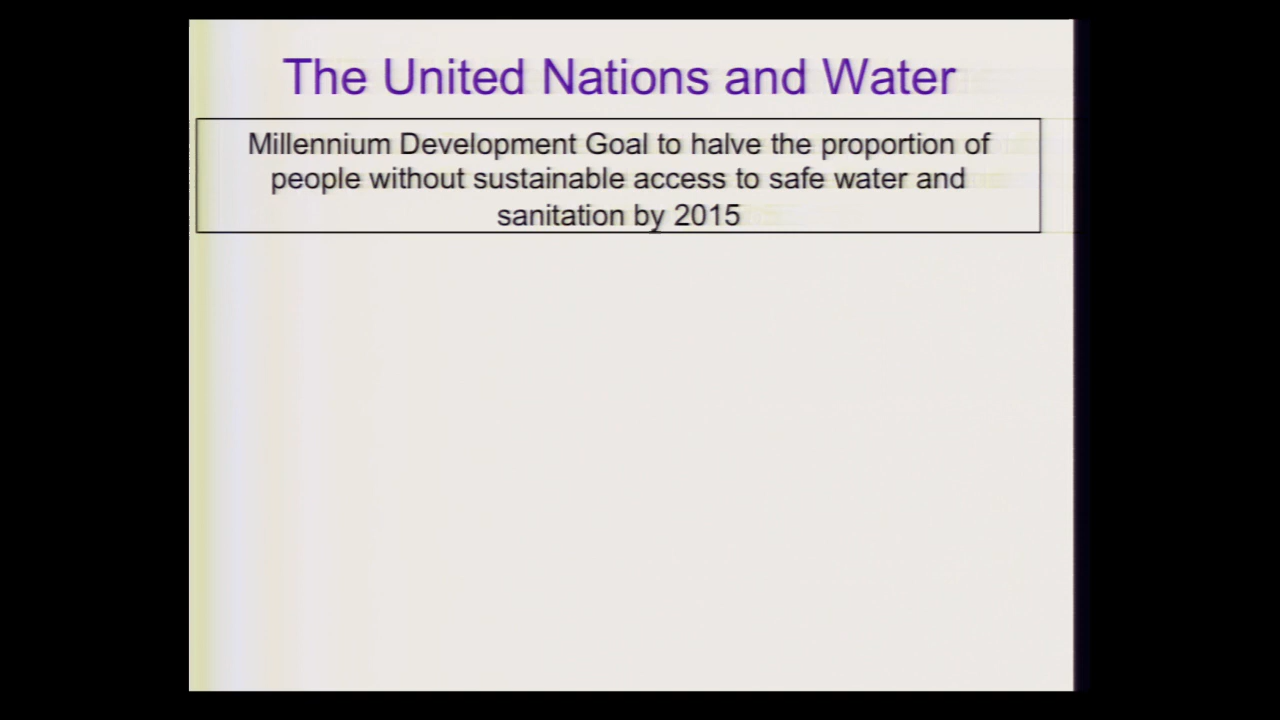 The United Nations and Water
Millennium Development Goal to halve the proportion of
people without sustainable access to safe water and
sanitation by 2015